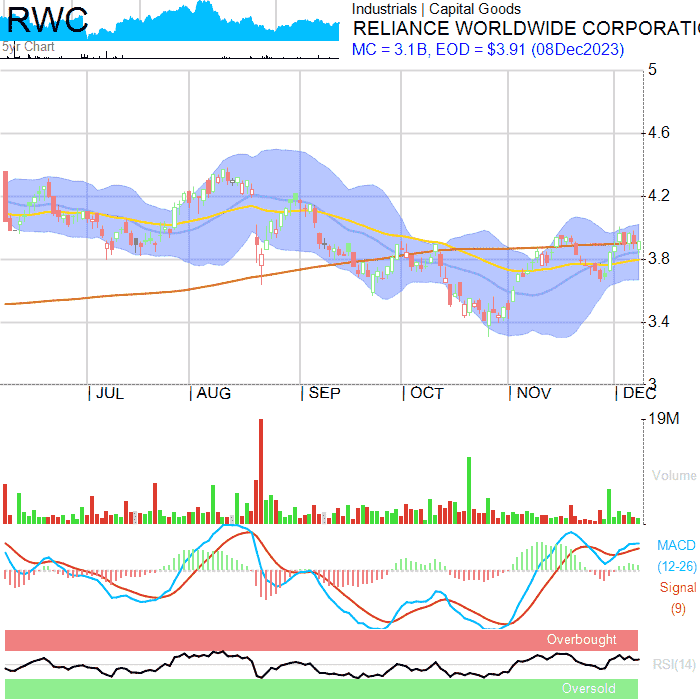 RWC
5yr Chart
Industrials | Capital Goods
RELIANCE WORLDWIDE CORPORATI
MC = 3.1B, EOD = $3.91 (08Dec2023)
5
4.6
4.2
3.8
3.4
3
JUL AUG SEP OCT NOV DEC
19M
Volume
MACD
(12-26)
Signal
(9)
Overbought
RSI(14)
Oversold